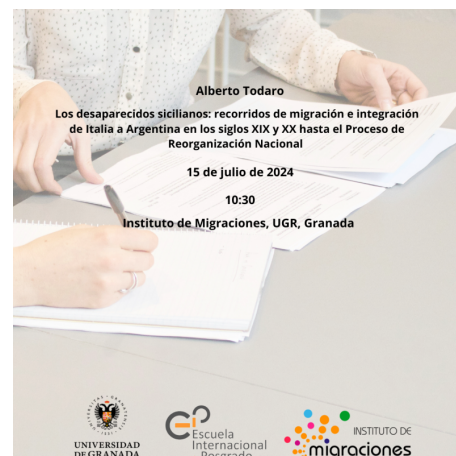 Alberto Todaro
Los desaparecidos sicilianos: recorridos de migración e integración
de Italia a Argentina en los siglos XIX y XX hasta el Proceso de
Reorganización Nacional
15 de julio de 2024
10:30
Instituto de Migraciones, UGR, Granada
UNIVERSIDAD
DE GRANADA
Escuela
Internacional
Posgrado
INSTITUTO DE
migraciones